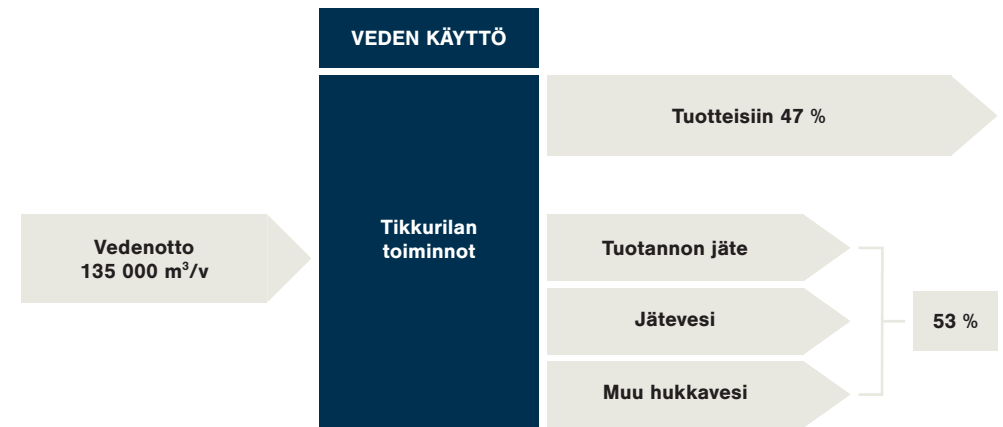 VEDEN KÄYTTÖ
Tuotteisiin 47 %
Vedenotto
135 000 m³/v
Tikkurilan
toiminnot
Tuotannon jäte
Jätevesi
53 %
Muu hukkavesi